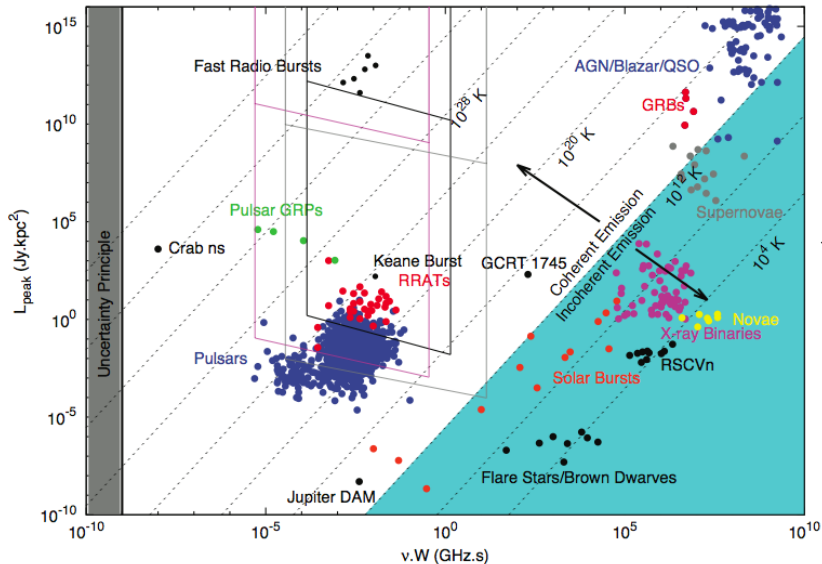 10^15
10^10
10^5
10^0
10^-5
10^-10
L_peak (Jy.kpc^2)
Uncertainty Principle
Fast Radio Bursts
AGN/Blazar/QSO
GRBs
10^28 K
10^20 K
10^12 K
10^4 K
Supernovae
Pulsar GRPs
Crab ns
Keane Burst
RRATs
GCRT 1745
Coherent Emission
Incoherent Emission
Novae
X-ray Binaries
Pulsars
RSCVn
Solar Bursts
Flare Stars/Brown Dwarves
Jupiter DAM
10^-10
10^-5
10^0
10^5
10^10
ν.W (GHz.s)